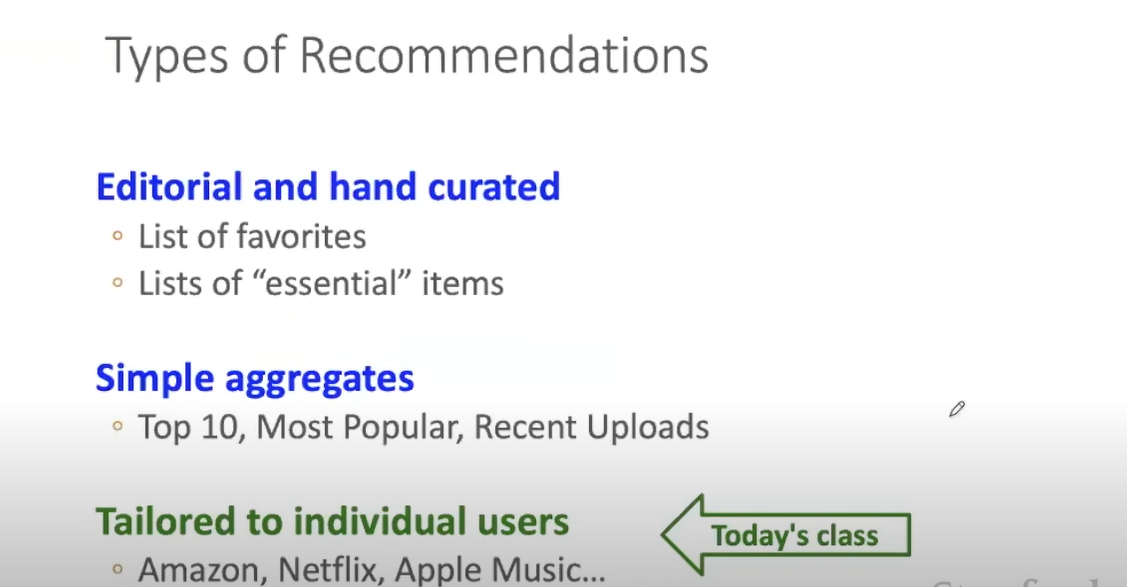 Types of Recommendations
Editorial and hand curated
◦ List of favorites
◦ Lists of “essential” items
Simple aggregates
◦ Top 10, Most Popular, Recent Uploads
Tailored to individual users
Today's class
◦ Amazon, Netflix, Apple Music...